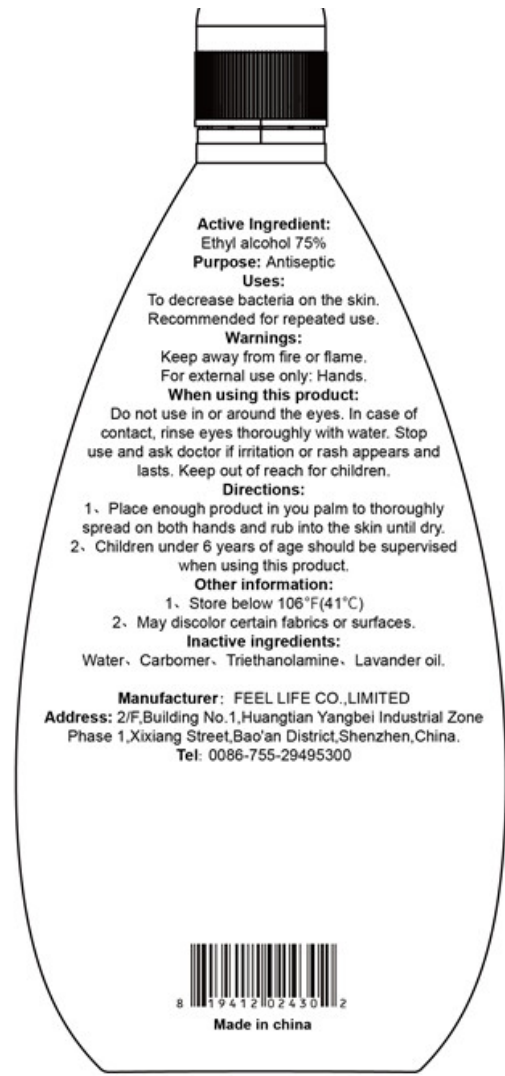 Active Ingredient:
Ethyl alcohol 75%
Purpose: Antiseptic
Uses:
To decrease bacteria on the skin.
Recommended for repeated use.
Warnings:
Keep away from fire or flame.
For external use only: Hands.
When using this product:
Do not use in or around the eyes. In case of
contact, rinse eyes thoroughly with water. Stop
use and ask doctor if irritation or rash appears and
lasts. Keep out of reach for children.
Directions:
1、Place enough product in you palm to thoroughly
spread on both hands and rub into the skin until dry.
2、Children under 6 years of age should be supervised
when using this product.
Other information:
1、Store below 106°F(41℃)
2、May discolor certain fabrics or surfaces.
Inactive ingredients:
Water、Carbomer、Triethanolamine、Lavander oil.
Manufacturer：FEEL LIFE CO.,LIMITED
Address: 2/F,Building No.1,Huangtian Yangbei Industrial Zone
Phase 1,Xixiang Street,Bao'an District,Shenzhen,China.
Tel: 0086-755-29495300
8 19412 02430 2
Made in china